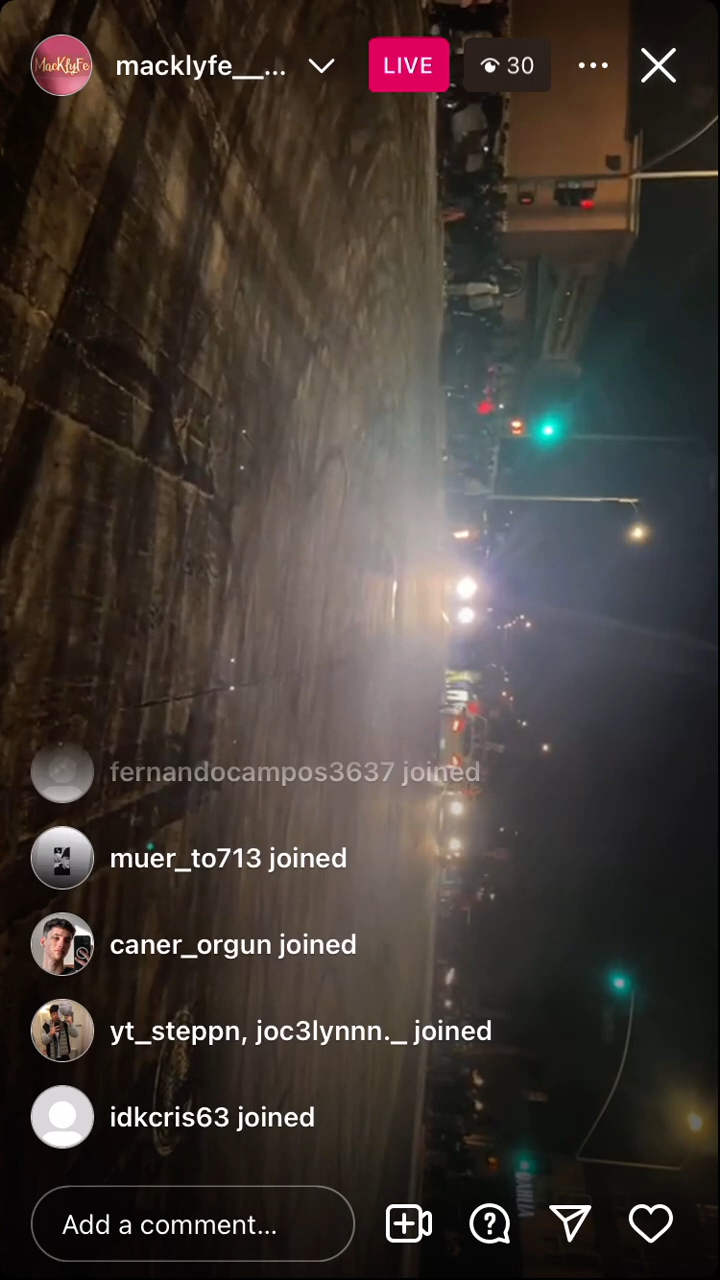 MacKlyFe
macklyfe__...
LIVE
30
fernandocampos3637 joined
muer_to713 joined
caner_orgun joined
yt_steppn, joc3lynnn._ joined
idkcris63 joined
Add a comment...